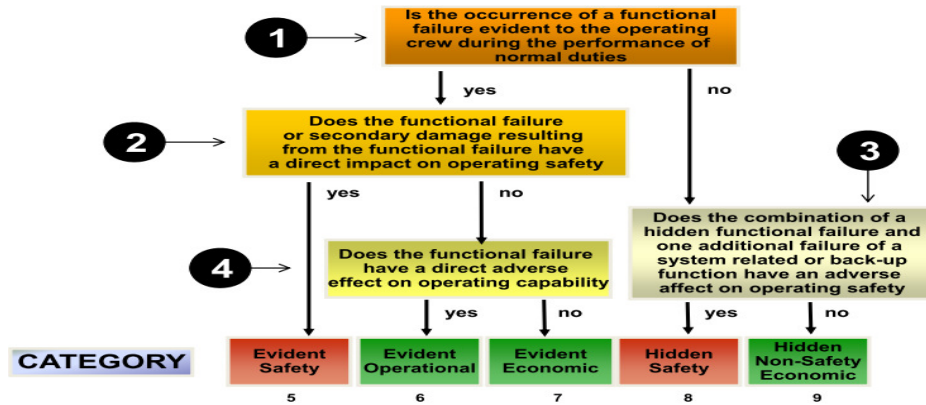 1
Is the occurrence of a functional
failure evident to the operating
crew during the performance of
normal duties
yes
no
2
Does the functional failure
or secondary damage resulting
from the functional failure have
a direct impact on operating safety
3
yes
no
Does the combination of a
hidden functional failure and
one additional failure of a
system related or back-up
function have an adverse
affect on operating safety
4
Does the functional failure
have a direct adverse
effect on operating capability
yes
no
yes
no
CATEGORY
Evident
Safety
Evident
Operational
Evident
Economic
Hidden
Safety
Hidden
Non-Safety
Economic
5
6
7
8
9